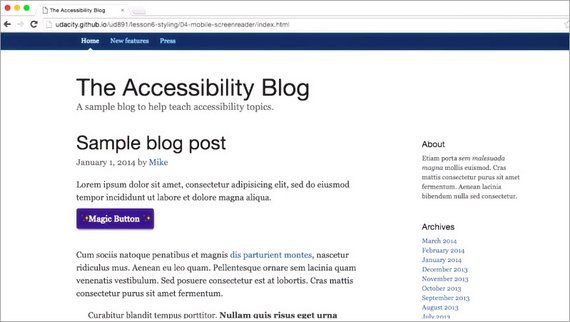 The Accessibility Blog
udacity.github.io/ud891/lesson6-styling/04-mobile-screenreader/index.html
Home New features Press
The Accessibility Blog
A sample blog to help teach accessibility topics.
Sample blog post
January 1, 2014 by Mike
Lorem ipsum dolor sit amet, consectetur adipisicing elit, sed do eiusmod
tempor incididunt ut labore et dolore magna aliqua.
✨Magic Button ✨
Cum sociis natoque penatibus et magnis dis parturient montes, nascetur
ridiculus mus. Aenean eu leo quam. Pellentesque ornare sem lacinia quam
venenatis vestibulum. Sed posuere consectetur est at lobortis. Cras mattis
consectetur purus sit amet fermentum.
Curabitur blandit tempus porttitor. Nullam quis risus eget urna
About
Etiam porta sem malesuada
magna mollis euismod. Cras
mattis consectetur purus sit amet
fermentum. Aenean lacinia
bibendum nulla sed consectetur.
Archives
March 2014
February 2014
January 2014
December 2013
November 2013
October 2013
September 2013
August 2013
July 2013